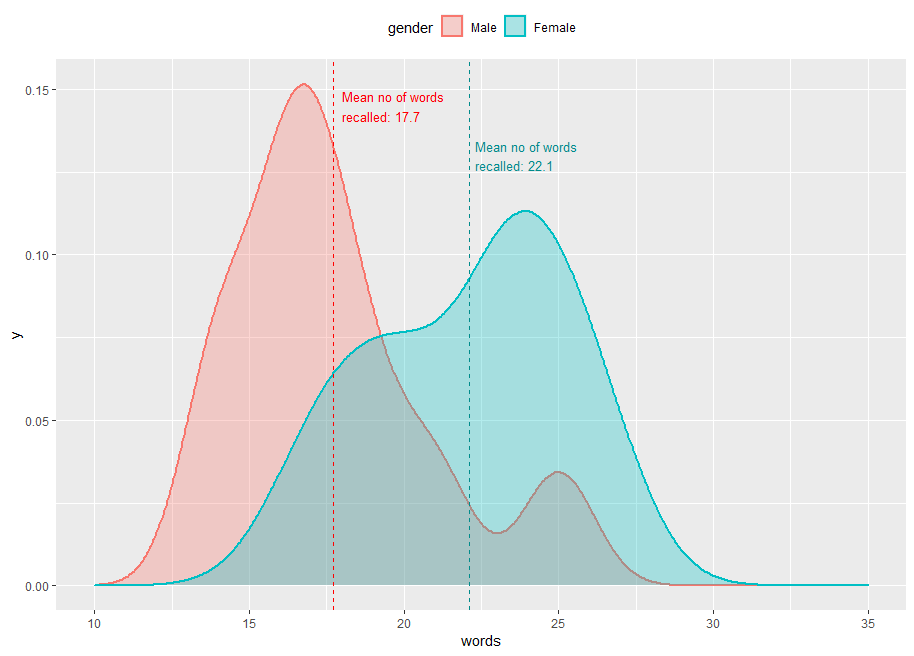 gender Male Female
0.15
0.10
0.05
0.00
y
Mean no of words
recalled: 17.7
Mean no of words
recalled: 22.1
10 15 20 25 30 35
words